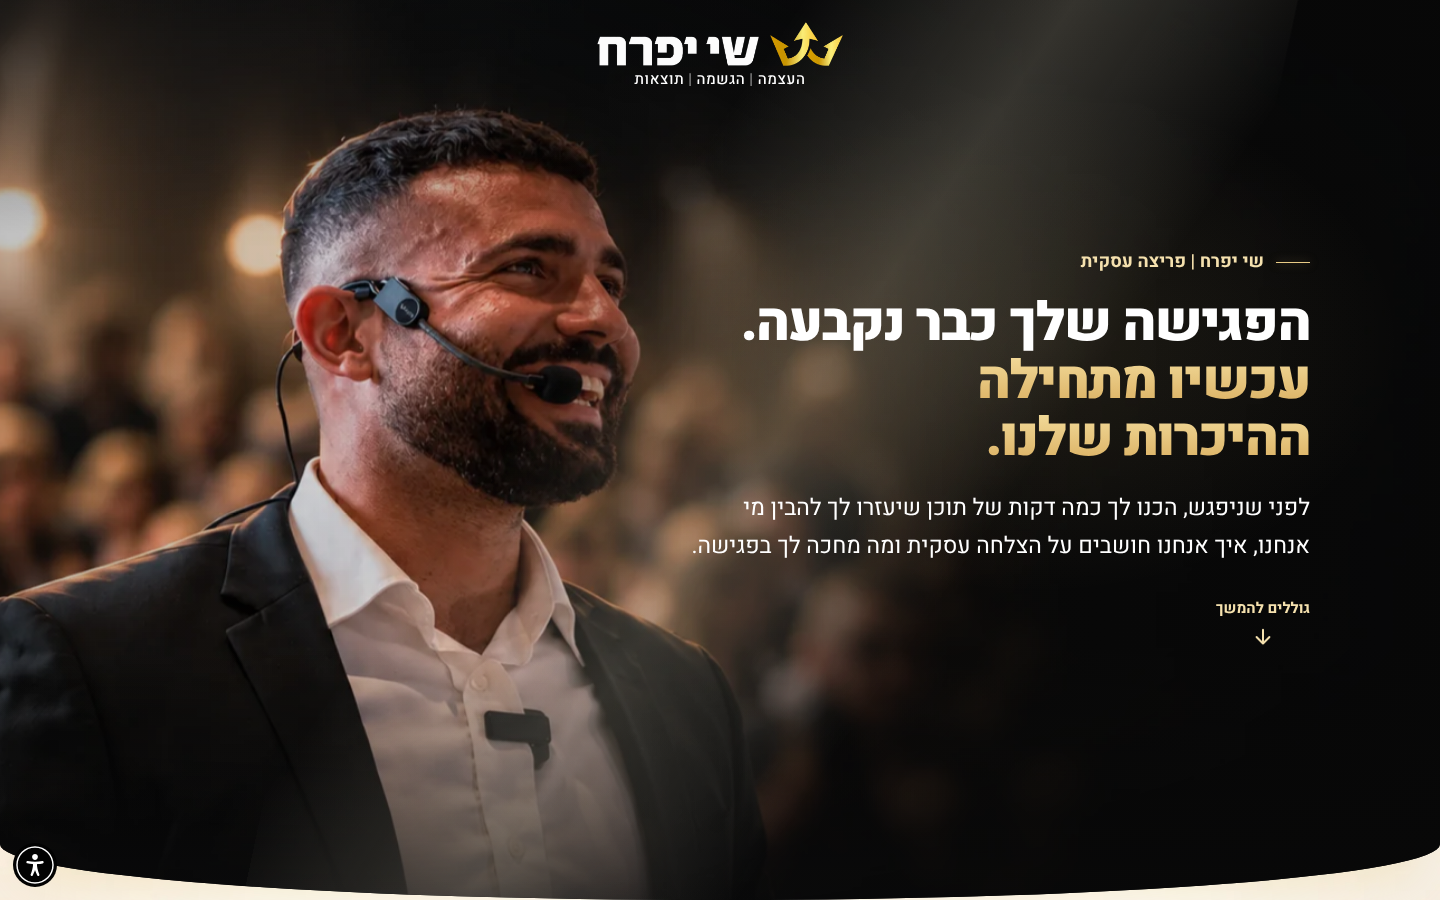 שי יפרח
העצמה | הגשמה | תוצאות
שי יפרח | פריצה עסקית
הפגישה שלך כבר נקבעה.
עכשיו מתחילה
ההיכרות שלנו.
לפני שניפגש, הכנו לך כמה דקות של תוכן שיעזרו לך להבין מי
אנחנו, איך אנחנו חושבים על הצלחה עסקית ומה מחכה לך בפגישה.
גוללים להמשך